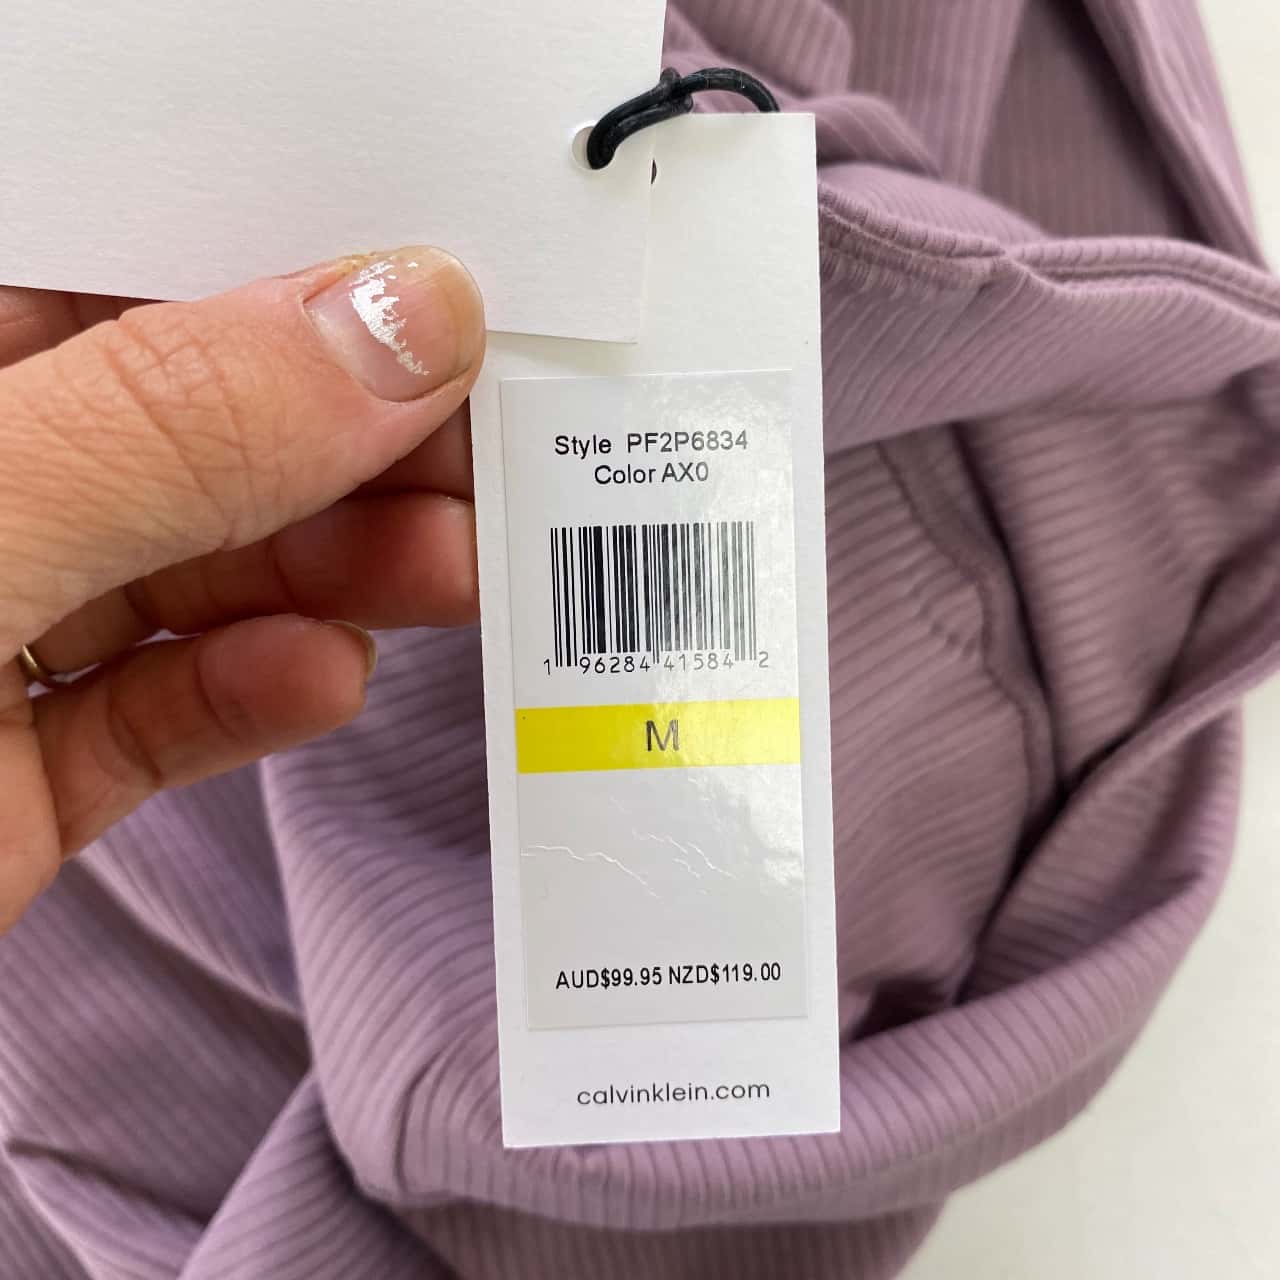 Style PF2P6834
Color AX0
1 96284 41584 2
M
AUD$99.95 NZD$119.00
calvinklein.com